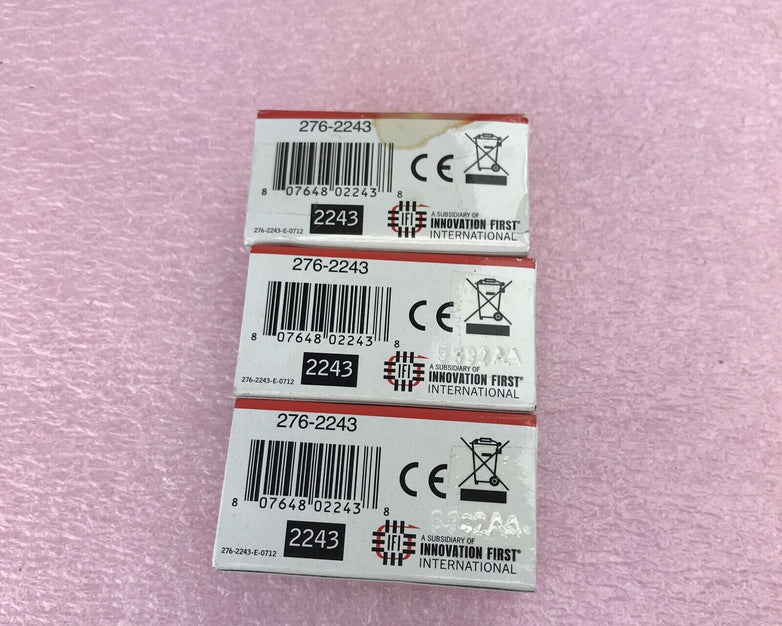 276-2243
CE
8 07648 02243 8
276-2243-E-0712
2243
IFI
A SUBSIDIARY OF
INNOVATION FIRST®
INTERNATIONAL
276-2243
CE
8 07648 02243 8
276-2243-E-0712
2243
IFI
A SUBSIDIARY OF
INNOVATION FIRST®
INTERNATIONAL
276-2243
CE
8 07648 02243 8
276-2243-E-0712
2243
IFI
A SUBSIDIARY OF
INNOVATION FIRST®
INTERNATIONAL